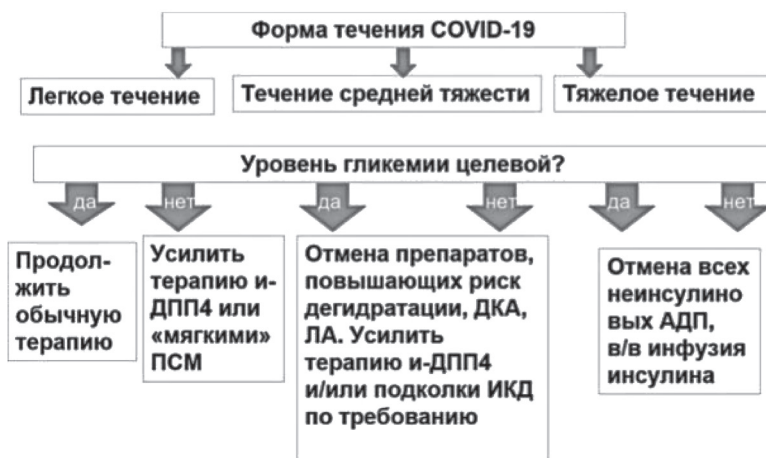 Форма течения COVID-19
Легкое течение
Течение средней тяжести
Тяжелое течение
Уровень гликемии целевой?
да
нет
да
нет
да
нет
Продол-
жить
обычную
терапию
Усилить
терапию и-
ДПП4 или
«мягкими»
ПСМ
Отмена препаратов,
повышающих риск
дегидратации, ДКА,
ЛА. Усилить
терапию и-ДПП4
и/или подколки ИКД
по требованию
Отмена всех
неинсулино
вых АДП,
в/в инфузия
инсулина